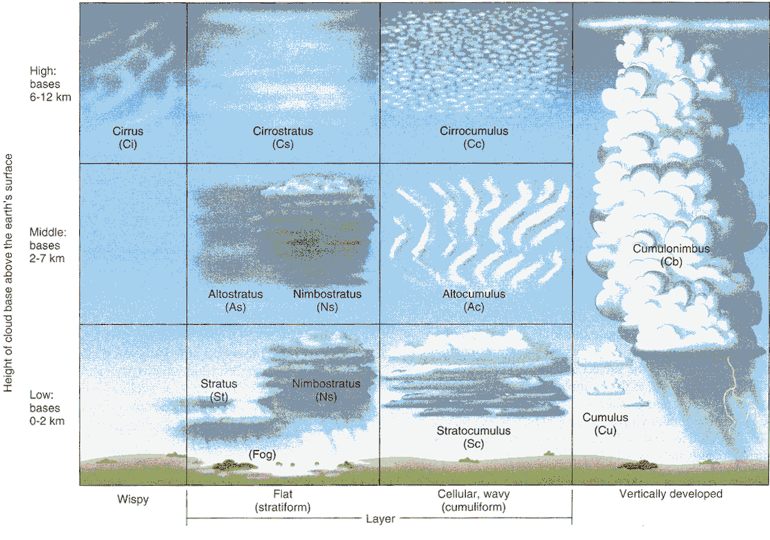 Height of cloud base above the earth's surface
High:
bases
6-12 km
Cirrus
(Ci)
Cirrostratus
(Cs)
Cirrocumulus
(Cc)
Middle:
bases
2-7 km
Altostratus
(As)
Nimbostratus
(Ns)
Altocumulus
(Ac)
Cumulonimbus
(Cb)
Low:
bases
0-2 km
Stratus
(St)
Nimbostratus
(Ns)
(Fog)
Stratocumulus
(Sc)
Cumulus
(Cu)
Wispy
Flat
(stratiform)
Cellular, wavy
(cumuliform)
Vertically developed
Layer